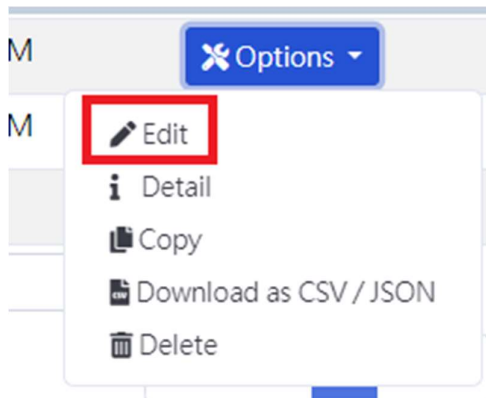 M
Options
M
Edit
Detail
Copy
Download as CSV / JSON
Delete